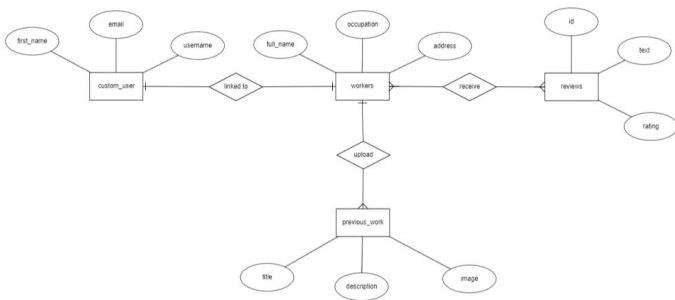 email
occupation
id
first_name
username
full_name
address
text
custom_user
linked to
workers
receive
reviews
rating
upload
previous_work
title
description
image